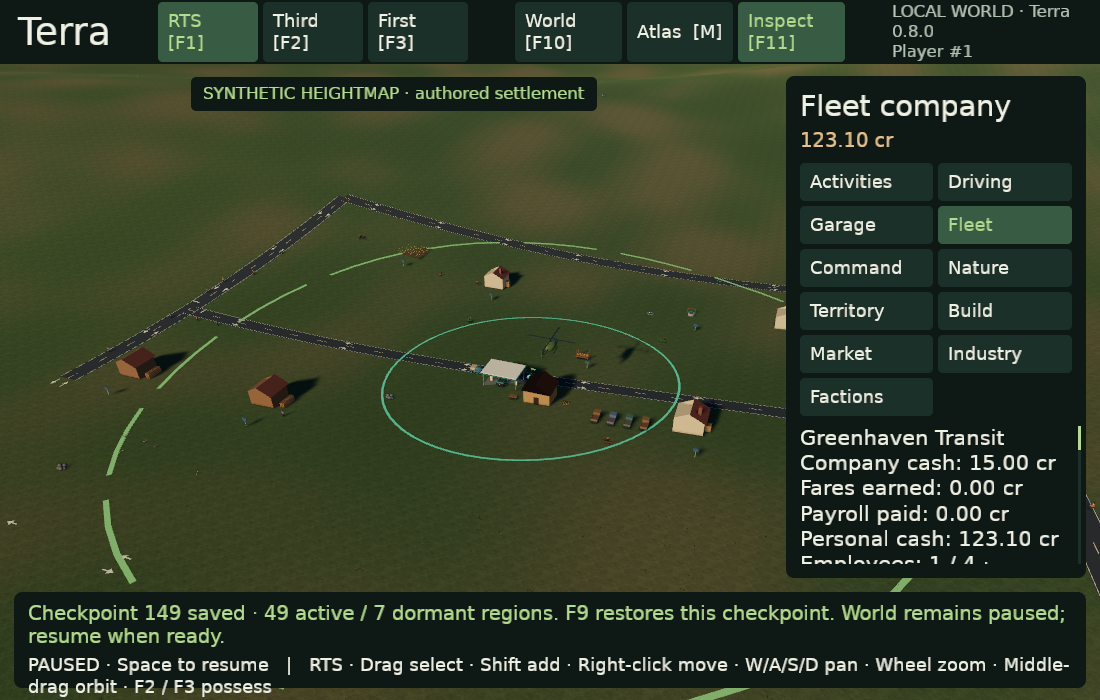 Terra
RTS
[F1]
Third
[F2]
First
[F3]
World
[F10]
Atlas [M]
Inspect
[F11]
LOCAL WORLD · Terra
0.8.0
Player #1
SYNTHETIC HEIGHTMAP · authored settlement
Fleet company
123.10 cr
Activities
Driving
Garage
Fleet
Command
Nature
Territory
Build
Market
Industry
Factions
Greenhaven Transit
Company cash: 15.00 cr
Fares earned: 0.00 cr
Payroll paid: 0.00 cr
Personal cash: 123.10 cr
Employees: 1 / 4 ·
Checkpoint 149 saved · 49 active / 7 dormant regions. F9 restores this checkpoint. World remains paused;
resume when ready.
PAUSED · Space to resume | RTS · Drag select · Shift add · Right-click move · W/A/S/D pan · Wheel zoom · Middle-
drag orbit · F2 / F3 possess